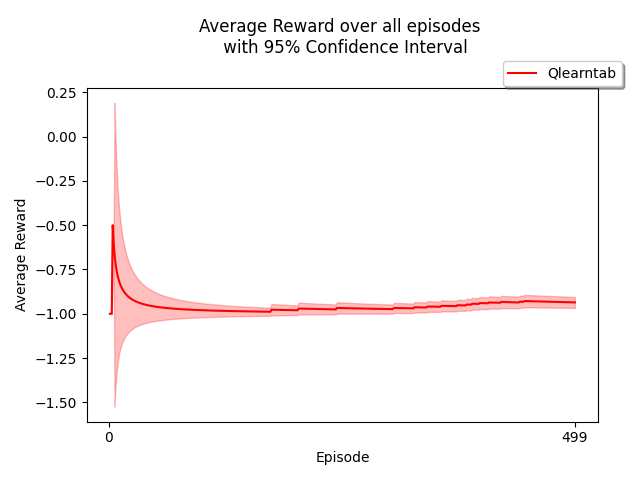 Average Reward over all episodes
with 95% Confidence Interval
Qlearntab
0.25
0.00
−0.25
−0.50
−0.75
−1.00
−1.25
−1.50
Average Reward
0 499
Episode